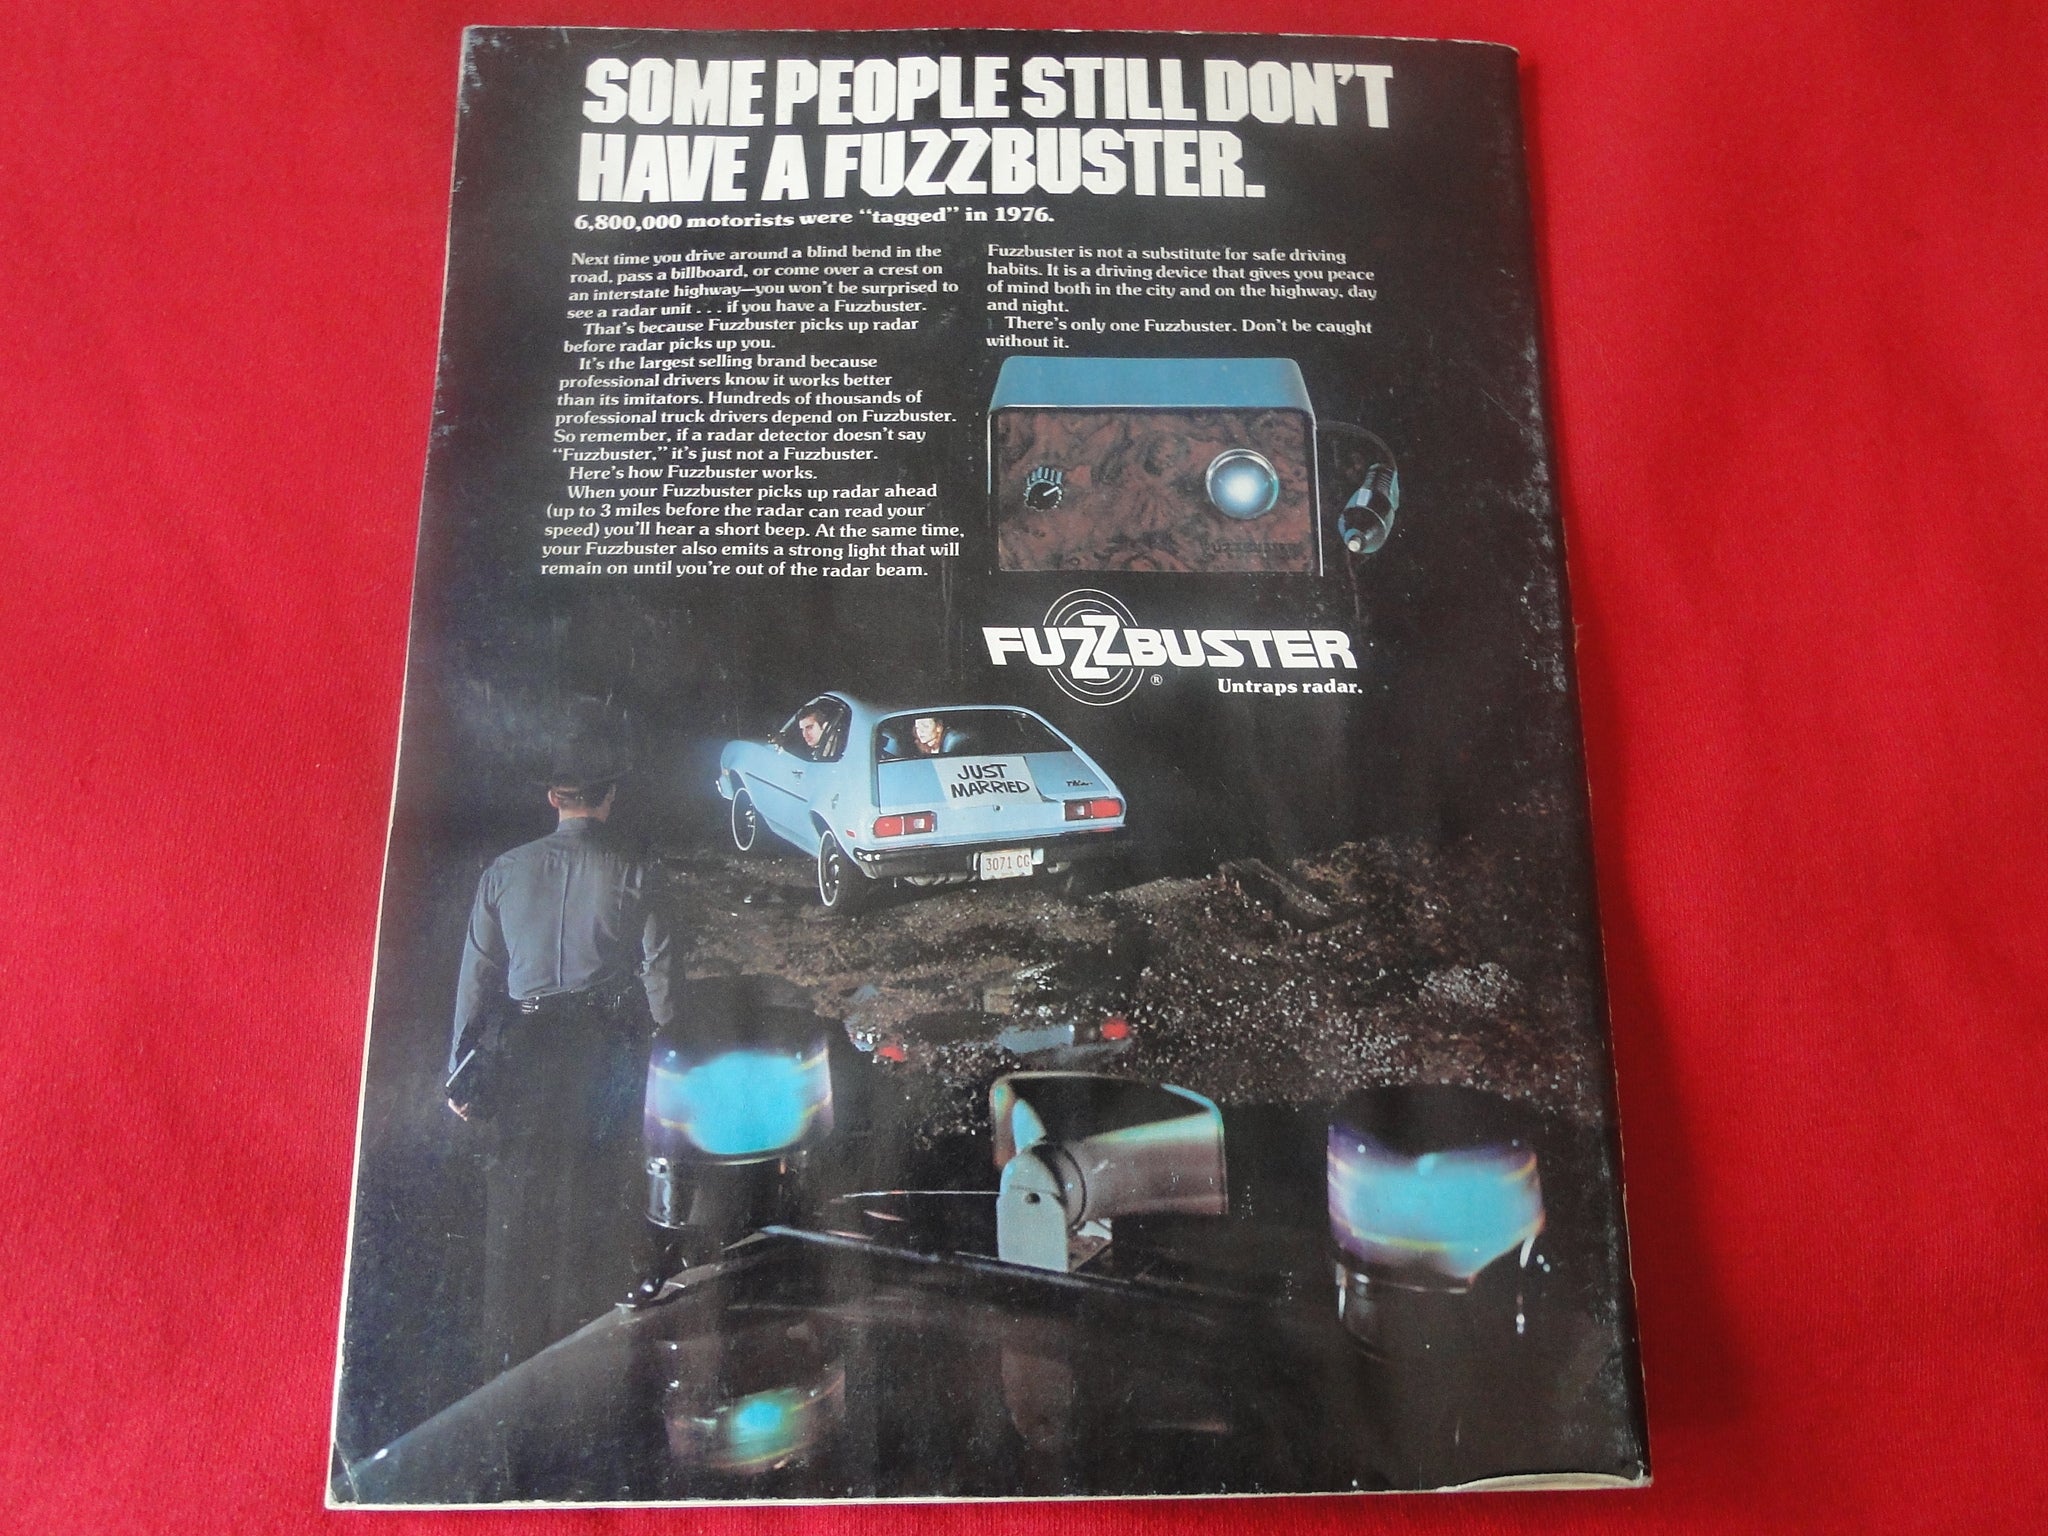 SOME PEOPLE STILL DON'T
HAVE A FUZZBUSTER.
6,800,000 motorists were "tagged" in 1976.
Next time you drive around a blind bend in the
road, pass a billboard, or come over a crest on
an interstate highway—you won't be surprised to
see a radar unit . . . if you have a Fuzzbuster.
That's because Fuzzbuster picks up radar
before radar picks up you.
It's the largest selling brand because
professional drivers know it works better
than its imitators. Hundreds of thousands of
professional truck drivers depend on Fuzzbuster.
So remember, if a radar detector doesn't say
"Fuzzbuster," it's just not a Fuzzbuster.
Here's how Fuzzbuster works.
When your Fuzzbuster picks up radar ahead
(up to 3 miles before the radar can read your
speed) you'll hear a short beep. At the same time,
your Fuzzbuster also emits a strong light that will
remain on until you're out of the radar beam.
Fuzzbuster is not a substitute for safe driving
habits. It is a driving device that gives you peace
of mind both in the city and on the highway, day
and night.
There's only one Fuzzbuster. Don't be caught
without it.
FUZZBUSTER
FUZZBUSTER
®
Untraps radar.
JUST
MARRIED
3071 CG